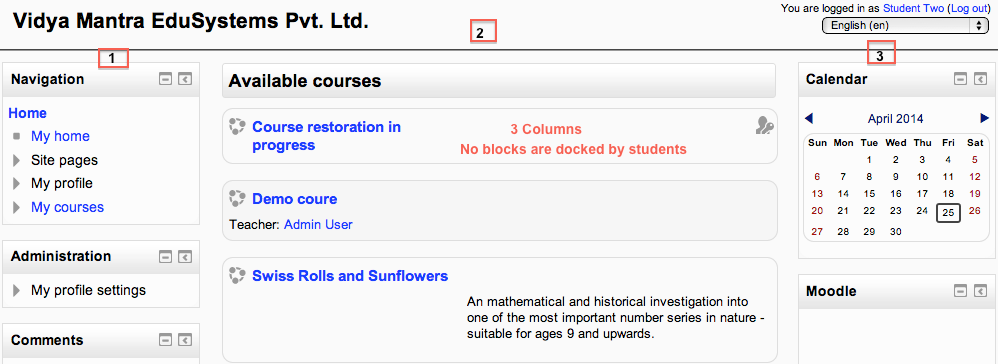 Vidya Mantra EduSystems Pvt. Ltd.
You are logged in as Student Two (Log out)
English (en)
1
2
3
Navigation
Home
My home
Site pages
My profile
My courses
Administration
My profile settings
Comments
Available courses
Course restoration in
progress
3 Columns
No blocks are docked by students
Demo coure
Teacher: Admin User
Swiss Rolls and Sunflowers
An mathematical and historical investigation into
one of the most important number series in nature -
suitable for ages 9 and upwards.
Calendar
April 2014
Sun Mon Tue Wed Thu Fri Sat
1 2 3 4 5
6 7 8 9 10 11 12
13 14 15 16 17 18 19
20 21 22 23 24 25 26
27 28 29 30
Moodle